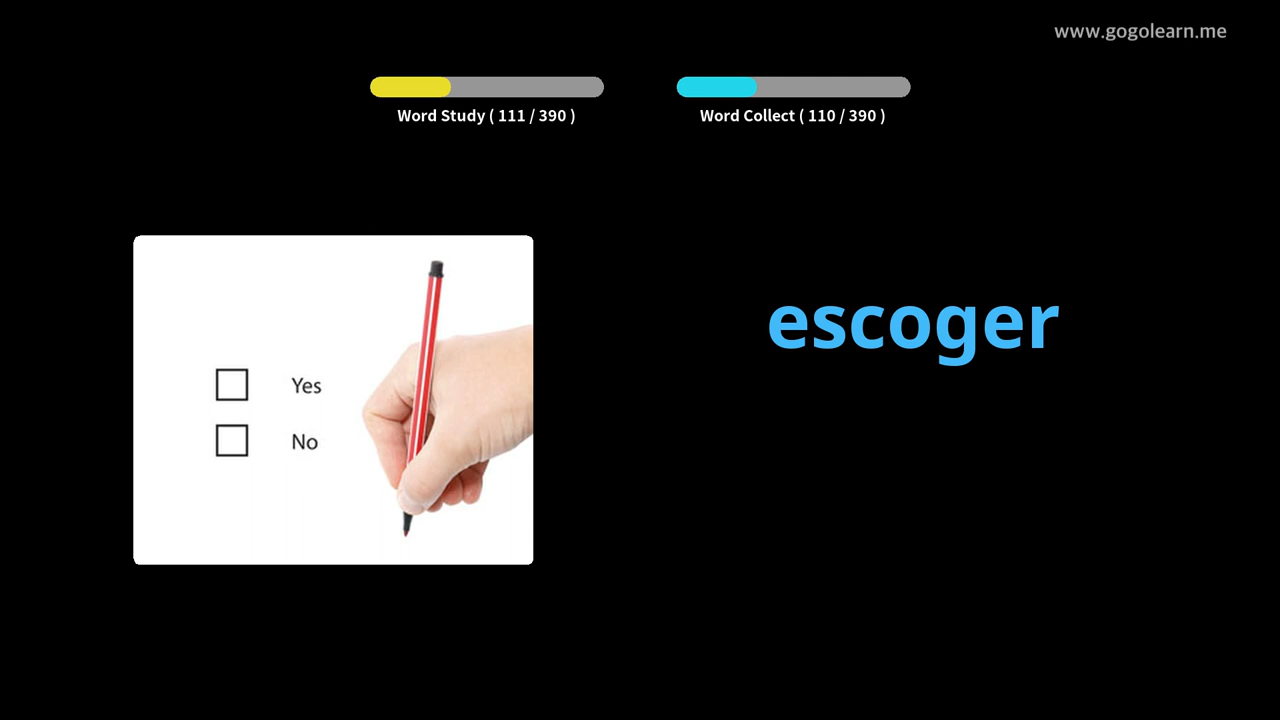 www.gogolearn.me
Word Study ( 111 / 390 )
Word Collect ( 110 / 390 )
escoger
Yes
No